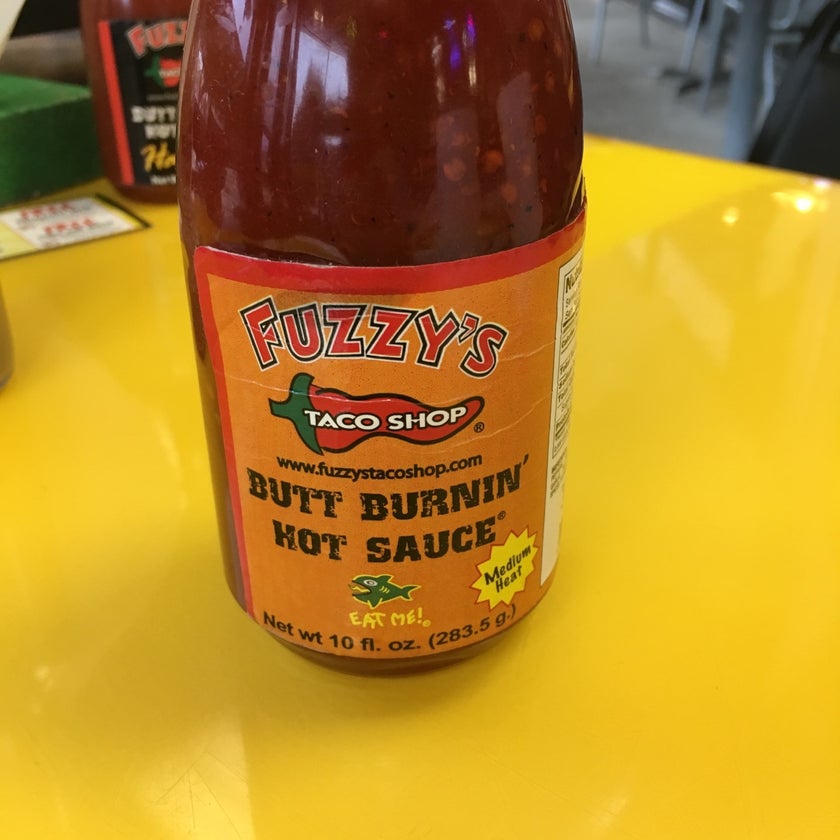 FUZZY'S
TACO SHOP®
www.fuzzystacoshop.com
BUTT BURNIN'
HOT SAUCE®
Medium
Heat
EAT ME!®
Net wt 10 fl. oz. (283.5 g.)